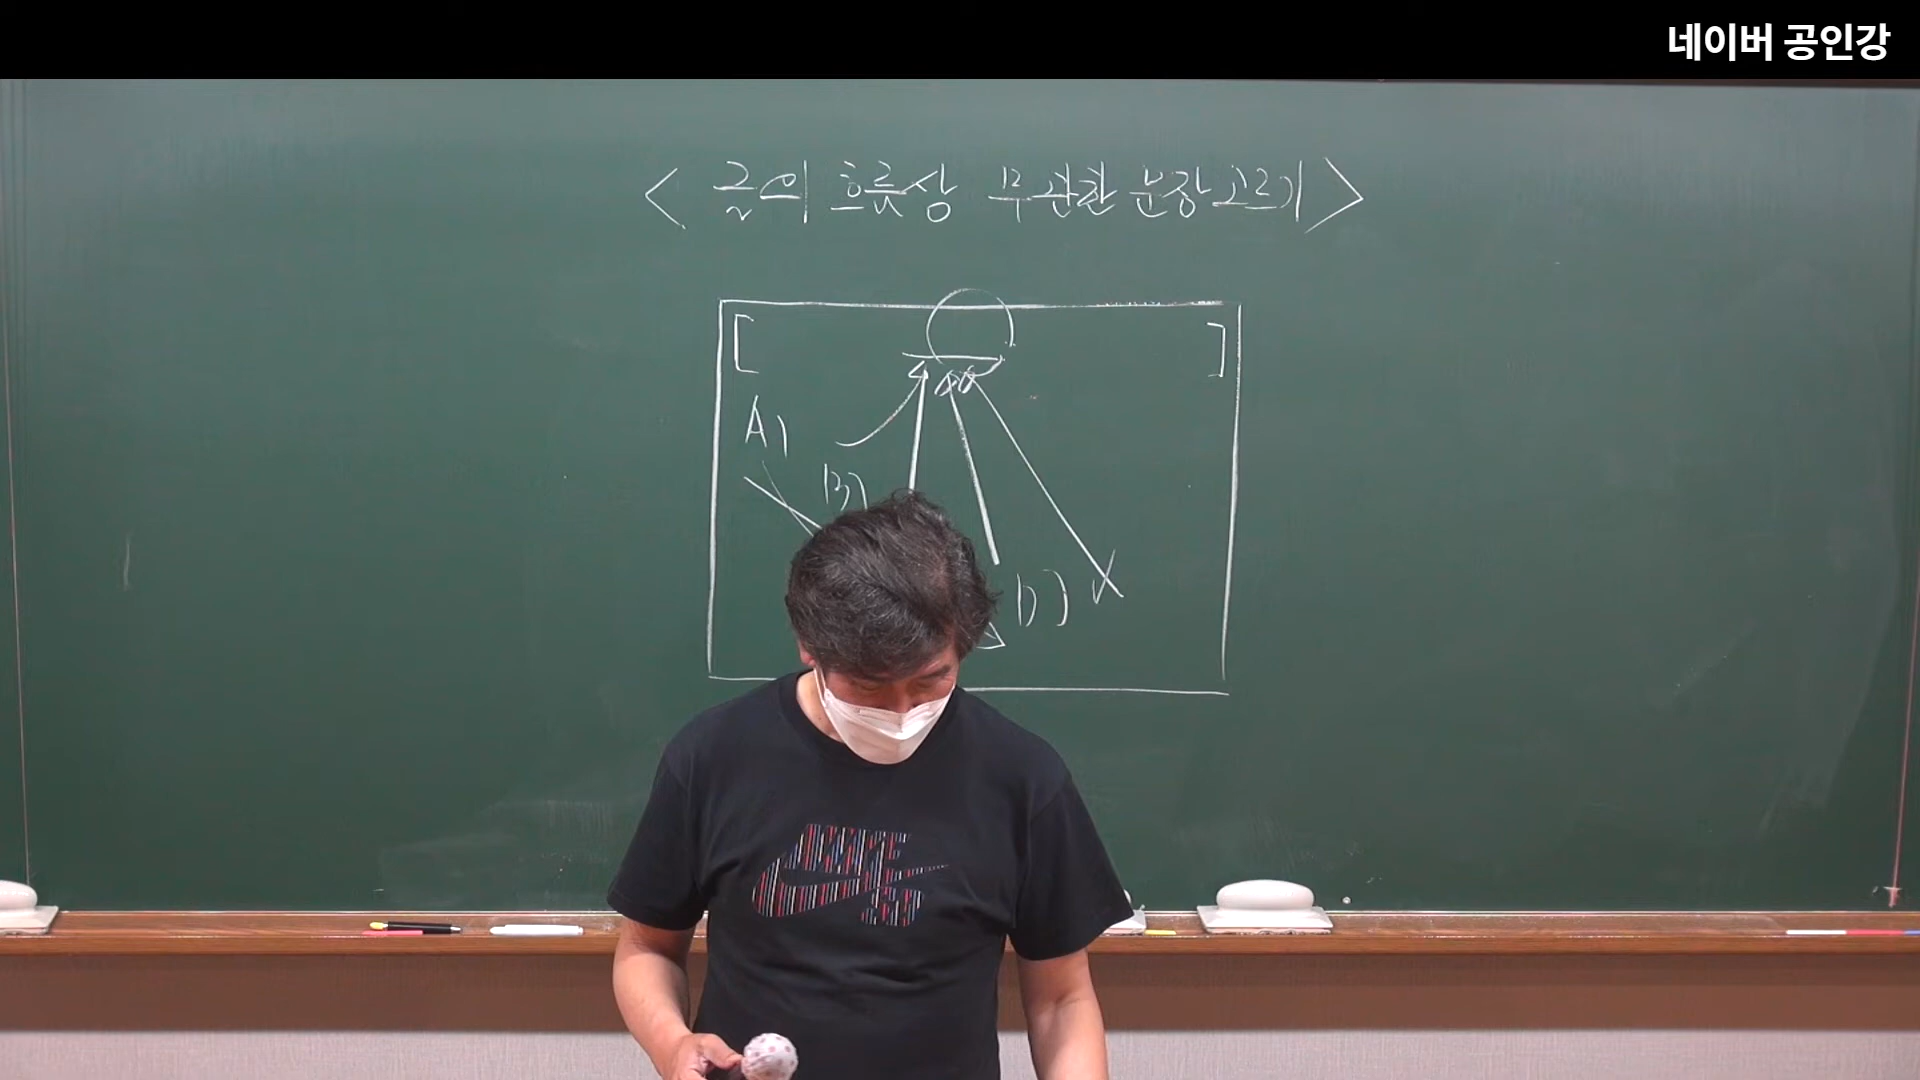 네이버 공인강
< 글의 흐름상 무관한 문장 고르기 >
[ ]
A)
B)
D)
NIKE